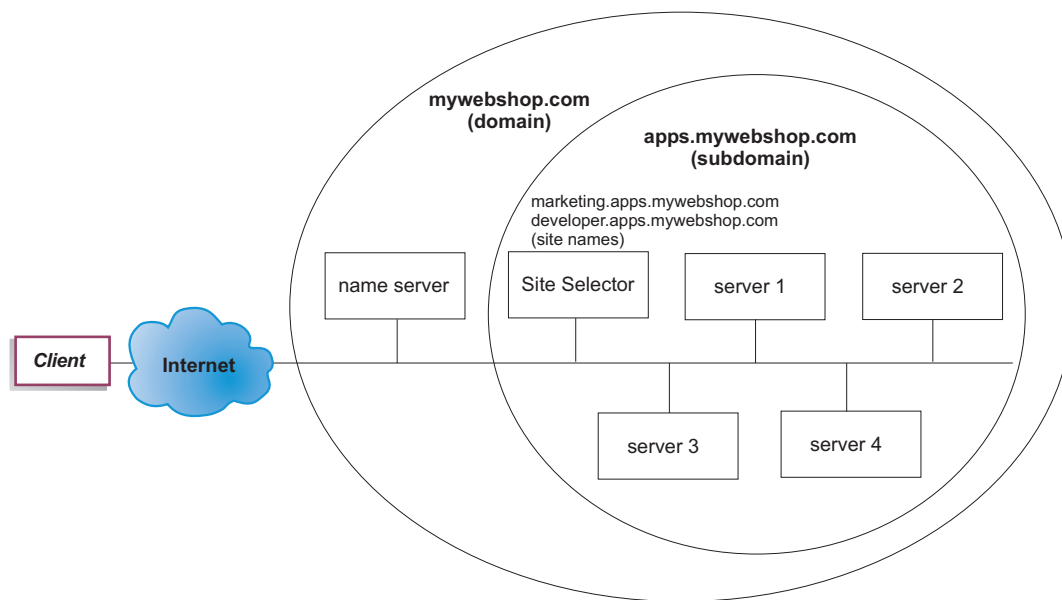 mywebshop.com
(domain)
apps.mywebshop.com
(subdomain)
marketing.apps.mywebshop.com
developer.apps.mywebshop.com
(site names)
name server
Site Selector
server 1
server 2
Client
Internet
server 3
server 4